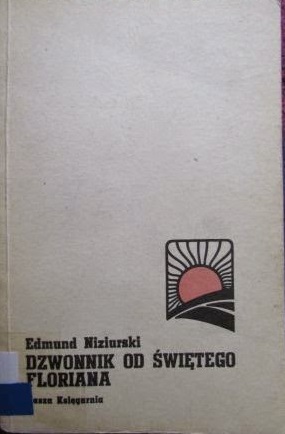 Edmund Niziurski
DZWONNIK OD ŚWIĘTEGO
FLORIANA
Nasza Księgarnia